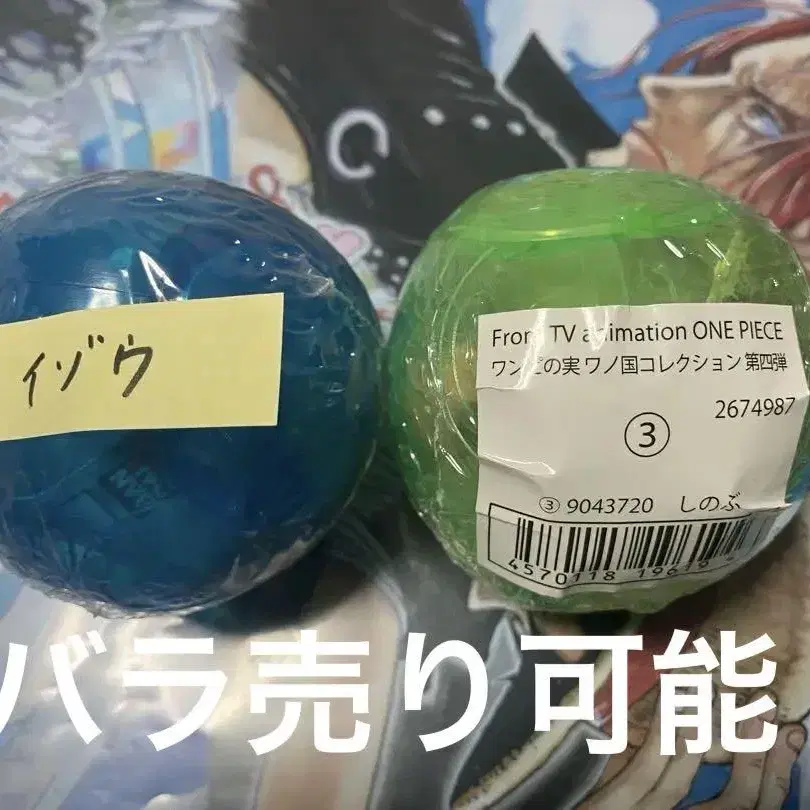 イゾウ
From TV animation ONE PIECE
ワンピの実 ワノ国コレクション 第四弾
2674987
③
③ 9043720 しのぶ
4570118
バラ売り可能